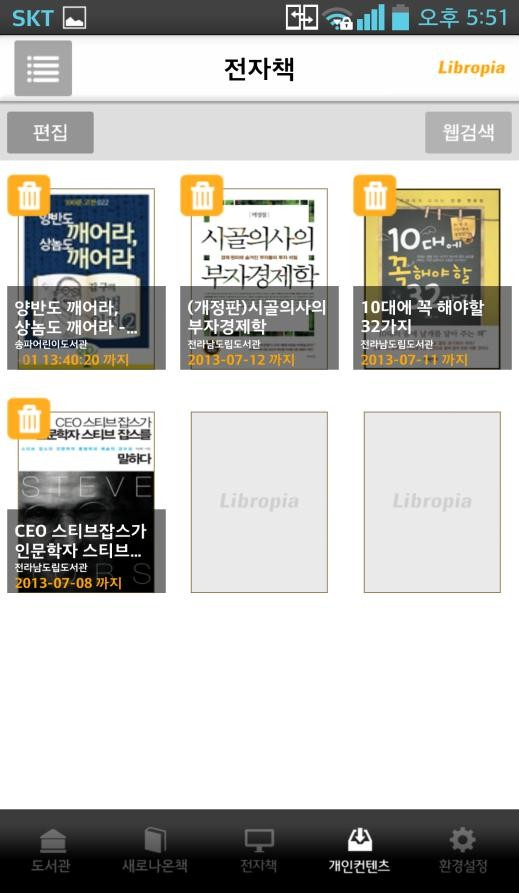 SKT 오후 5:51
전자책
Libropia
편집
웹검색
100대 고전 022
양반도 깨어라,
상놈도 깨어라
양반도 깨어라,
상놈도 깨어라 -...
송파어린이도서관
-01 13:40:20 까지
[개정판]
시골의사의
부자경제학
(개정판)시골의사의
부자경제학
전라남도립도서관
2013-07-12 까지
10대에
꼭 해야 할
32가지
10대에 꼭 해야할
32가지
전라남도립도서관
2013-07-11 까지
CEO 스티브잡스가
인문학자 스티브 잡스를
말하다
STEVE
CEO 스티브잡스가
인문학자 스티브...
전라남도립도서관
2013-07-08 까지
Libropia
Libropia
도서관
새로나온책
전자책
개인컨텐츠
환경설정